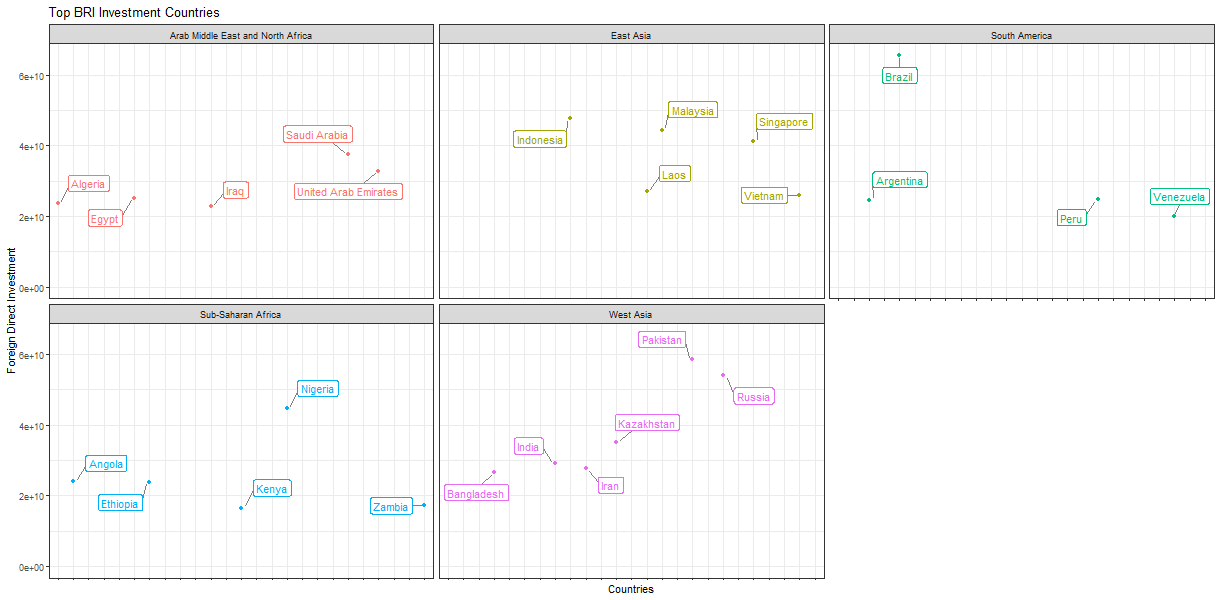 Top BRI Investment Countries
Arab Middle East and North Africa
East Asia
South America
6e+10
4e+10
2e+10
0e+00
Saudi Arabia
Algeria
Iraq
United Arab Emirates
Egypt
Malaysia
Singapore
Indonesia
Laos
Vietnam
Brazil
Argentina
Venezuela
Peru
Foreign Direct Investment
Sub-Saharan Africa
West Asia
6e+10
4e+10
2e+10
0e+00
Nigeria
Angola
Kenya
Ethiopia
Zambia
Pakistan
Russia
Kazakhstan
India
Iran
Bangladesh
Countries